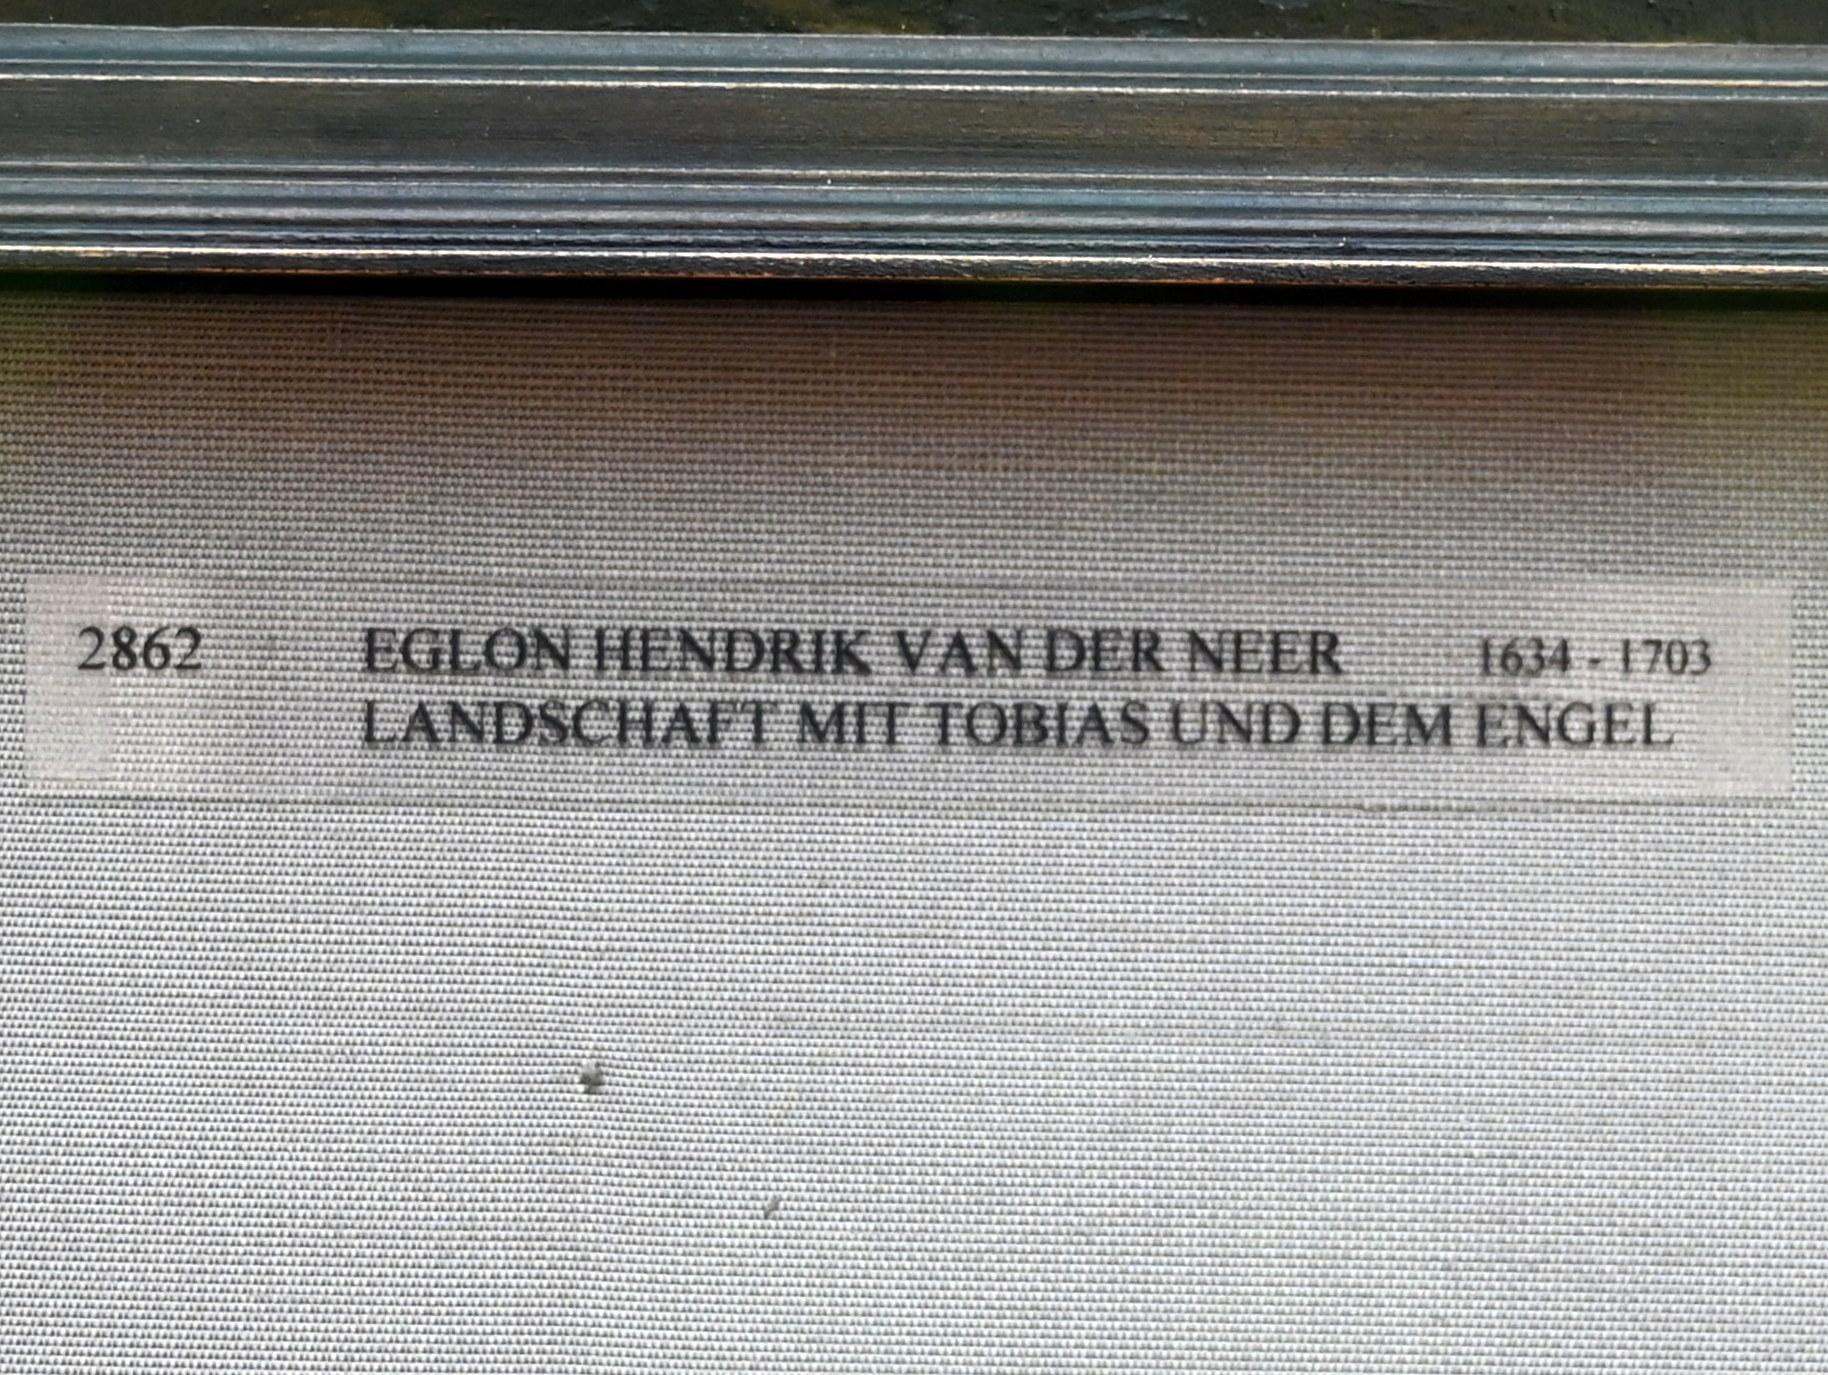 2862 EGLON HENDRIK VAN DER NEER 1634 - 1703
LANDSCHAFT MIT TOBIAS UND DEM ENGEL